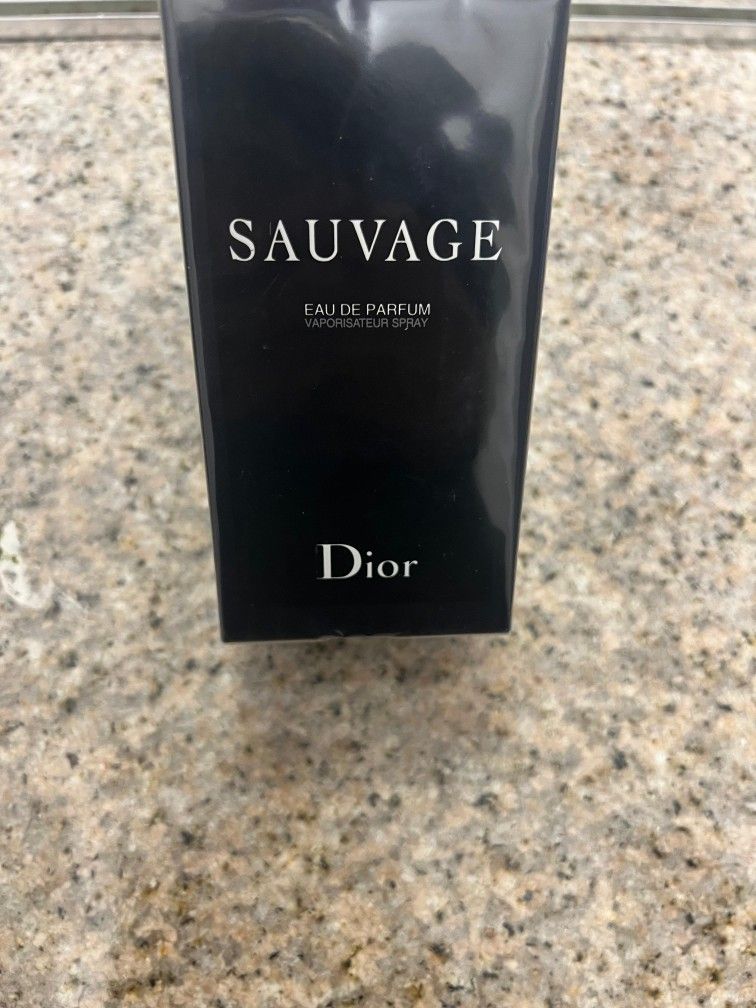 SAUVAGE
EAU DE PARFUM
VAPORISATEUR SPRAY
Dior